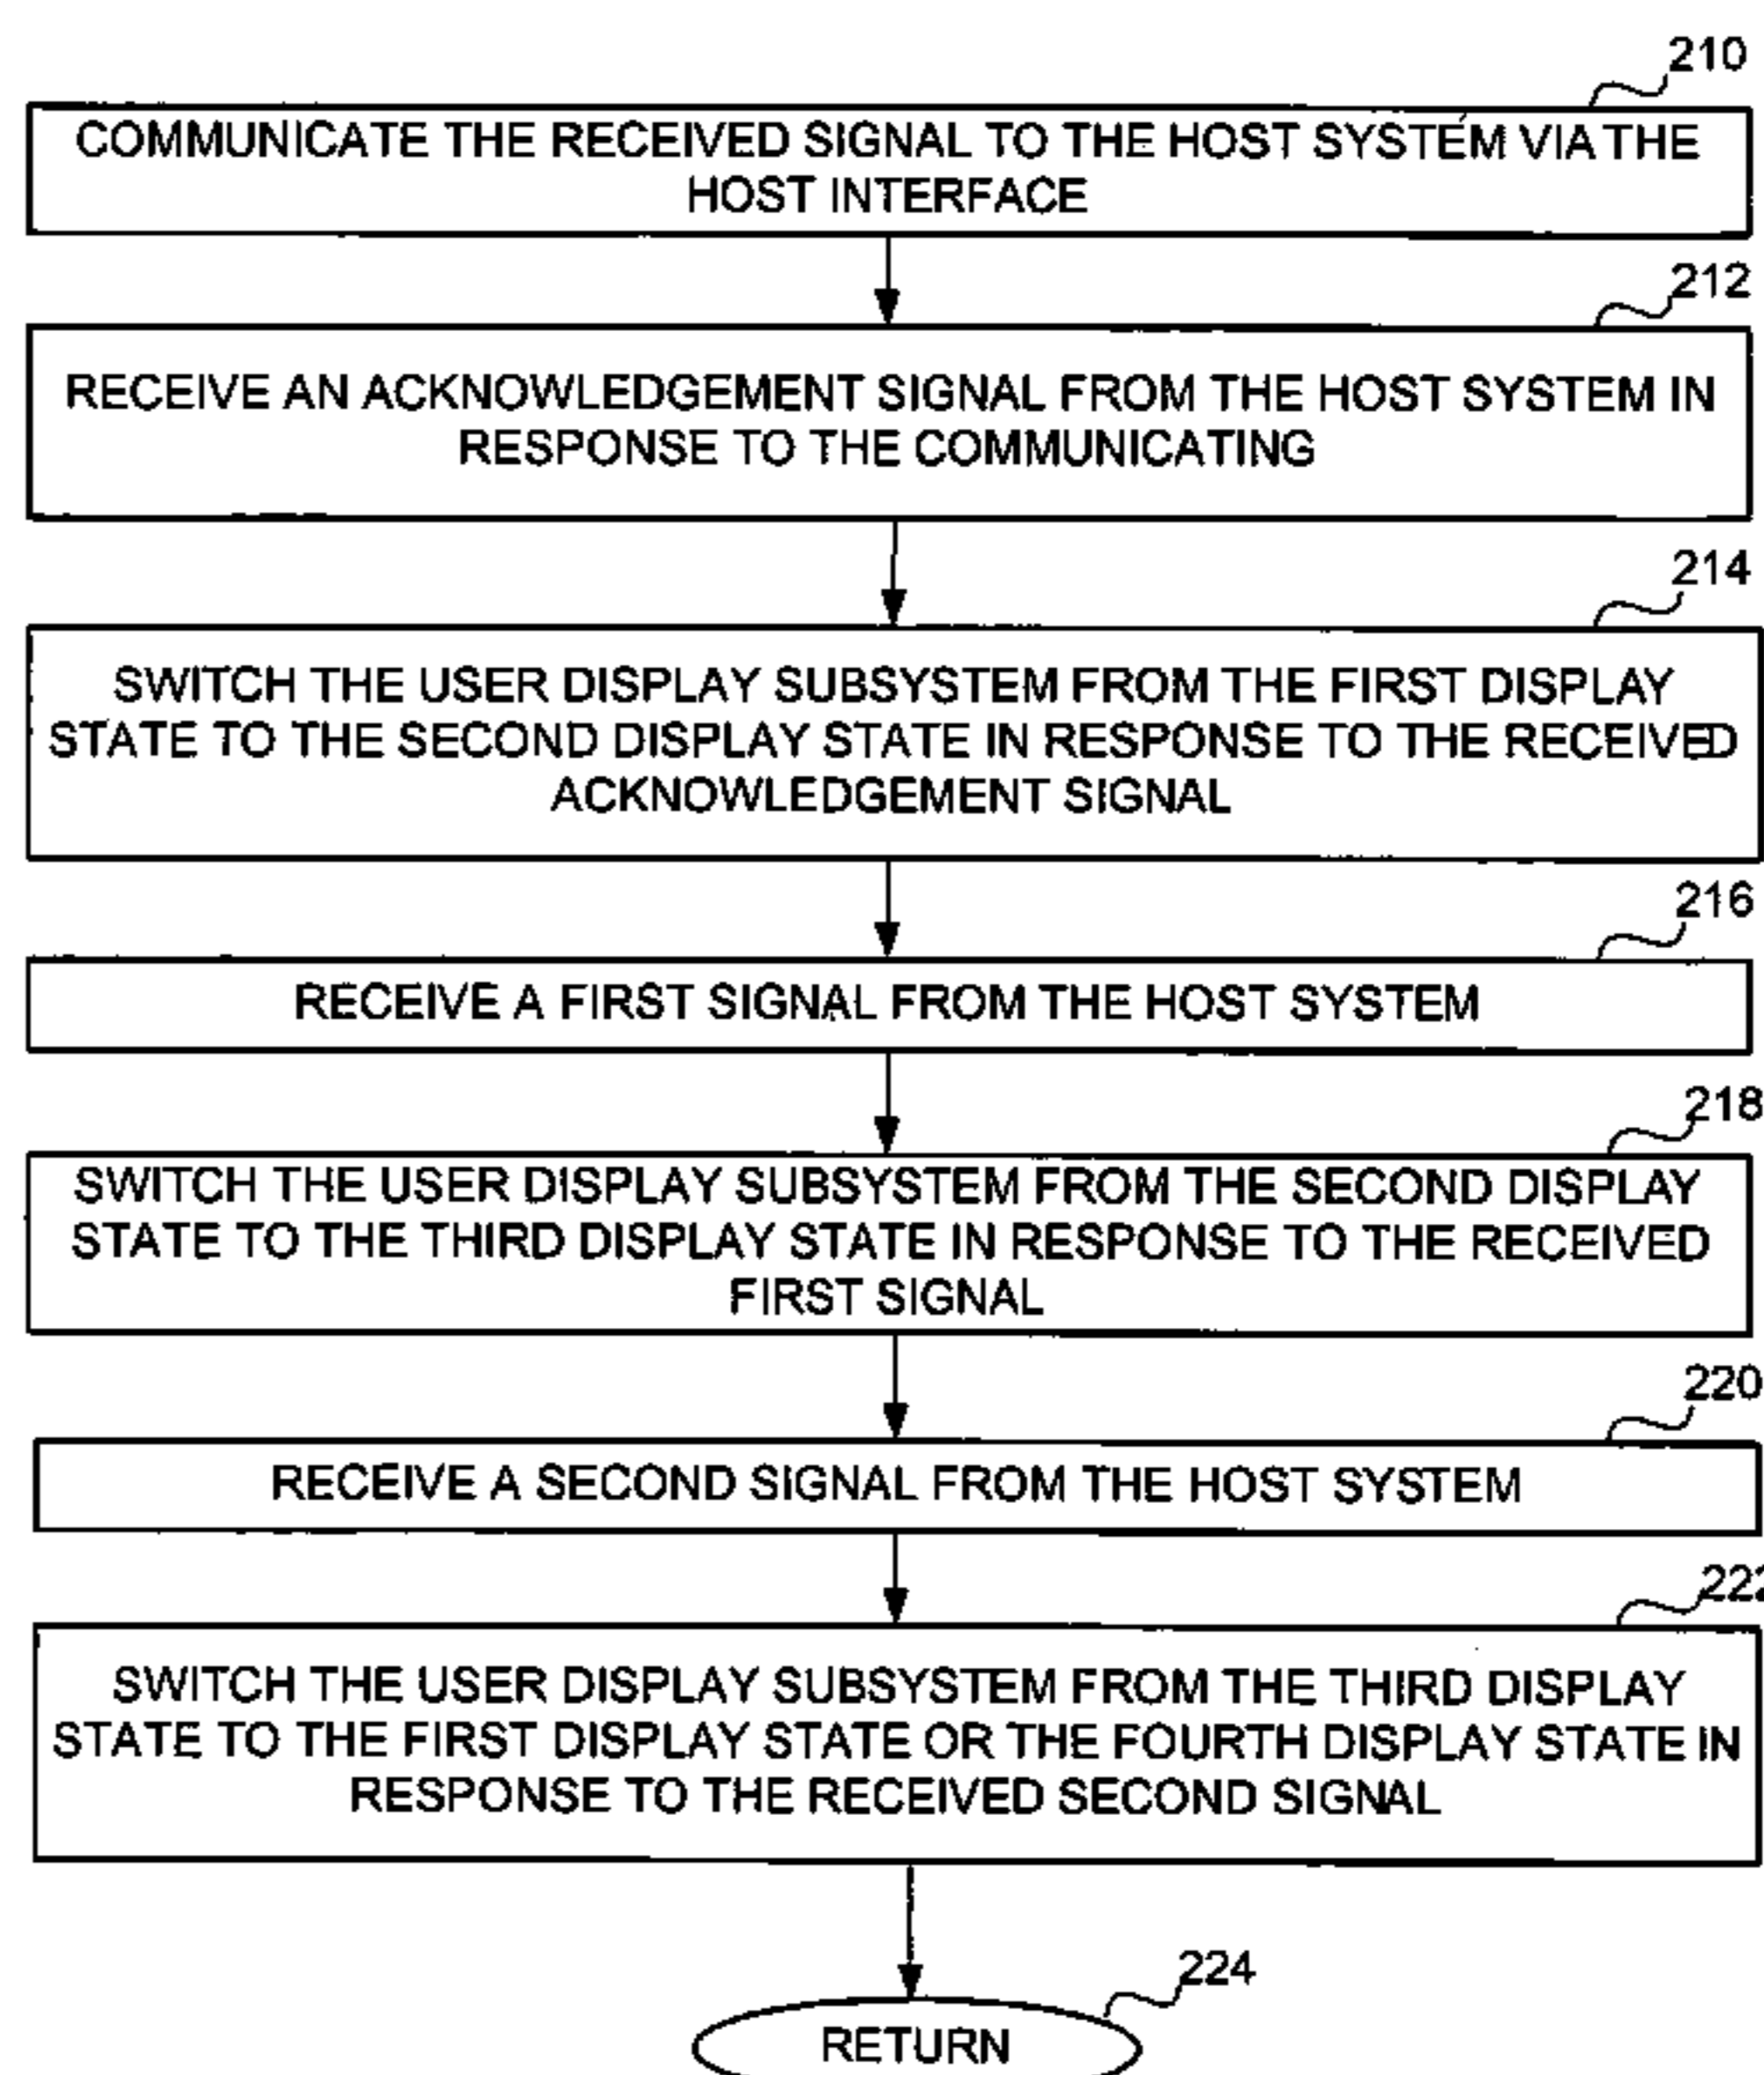 210
COMMUNICATE THE RECEIVED SIGNAL TO THE HOST SYSTEM VIA THE
HOST INTERFACE
212
RECEIVE AN ACKNOWLEDGEMENT SIGNAL FROM THE HOST SYSTEM IN
RESPONSE TO THE COMMUNICATING
214
SWITCH THE USER DISPLAY SUBSYSTEM FROM THE FIRST DISPLAY
STATE TO THE SECOND DISPLAY STATE IN RESPONSE TO THE RECEIVED
ACKNOWLEDGEMENT SIGNAL
216
RECEIVE A FIRST SIGNAL FROM THE HOST SYSTEM
218
SWITCH THE USER DISPLAY SUBSYSTEM FROM THE SECOND DISPLAY
STATE TO THE THIRD DISPLAY STATE IN RESPONSE TO THE RECEIVED
FIRST SIGNAL
220
RECEIVE A SECOND SIGNAL FROM THE HOST SYSTEM
222
SWITCH THE USER DISPLAY SUBSYSTEM FROM THE THIRD DISPLAY
STATE TO THE FIRST DISPLAY STATE OR THE FOURTH DISPLAY STATE IN
RESPONSE TO THE RECEIVED SECOND SIGNAL
224
RETURN